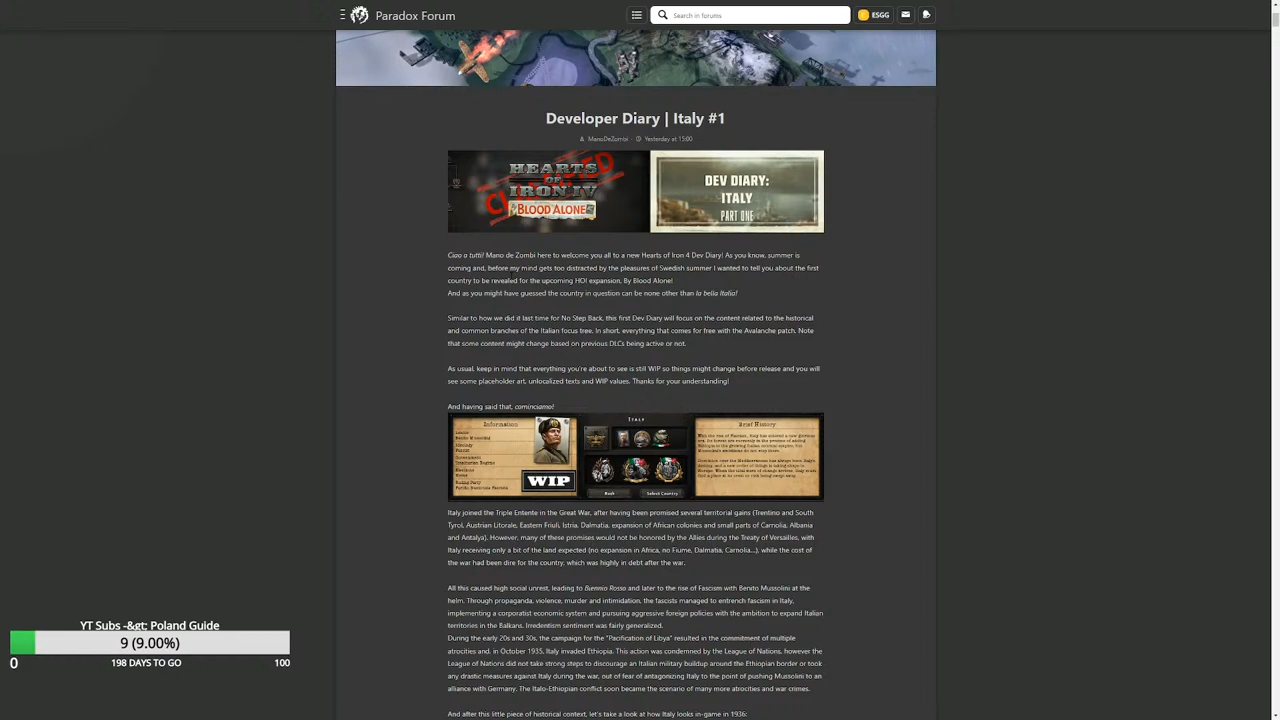 Paradox Forum
Search in forums
ESGG
Developer Diary | Italy #1
ManoDeZombi
Yesterday at 15:00
HEARTS
OF
IRON IV
BLOOD ALONE
DEV DIARY:
ITALY
PART ONE
Ciao a tutti! Mano de Zombi here to welcome you all to a new Hearts of Iron 4 Dev Diary! As you know, summer is
coming and, before my mind gets too distracted by the pleasures of Swedish summer I wanted to tell you about the first
country to be revealed for the upcoming HOI expansion, By Blood Alone!
And as you might have guessed the country in question can be none other than la bella Italia!
Similar to how we did it last time for No Step Back, this first Dev Diary will focus on the content related to the historical
and common branches of the Italian focus tree. In short, everything that comes for free with the Avalanche patch. Note
that some content might change based on previous DLCs being active or not.
As usual, keep in mind that everything you're about to see is still WIP so things might change before release and you will
see some placeholder art, unlocalized texts and WIP values. Thanks for your understanding!
And having said that, cominciamo!
Information
Italy
Brief History
WIP
Back
Select Country
Italy joined the Triple Entente in the Great War, after having been promised several territorial gains (Trentino and South
Tyrol, Austrian Litorale, Eastern Friuli, Istria, Dalmatia, expansion of African colonies and small parts of Carnolia, Albania
and Antalya). However, many of these promises would not be honored by the Allies during the Treaty of Versailles, with
Italy receiving only a bit of the land expected (no expansion in Africa, no Fiume, Dalmatia, Carnolia...), while the cost of
the war had been dire for the country, which was highly in debt after the war.
All this caused high social unrest, leading to Biennio Rosso and later to the rise of Fascism with Benito Mussolini at the
helm. Through propaganda, violence, murder and intimidation, the fascists managed to entrench fascism in Italy,
implementing a corporatist economic system and pursuing aggressive foreign policies with the ambition to expand Italian
territories in the Balkans. Irredentism sentiment was fairly generalized.
During the early 20s and 30s, the campaign for the "Pacification of Libya" resulted in the commitment of multiple
atrocities and, in October 1935, Italy invaded Ethiopia. This action was condemned by the League of Nations, however the
League of Nations did not take strong steps to discourage an Italian military buildup around the Ethiopian border or took
any drastic measures against Italy during the war, out of fear of antagonizing Italy to the point of pushing Mussolini to an
alliance with Germany. The Italo-Ethiopian conflict soon became the scenario of many more atrocities and war crimes.
And after this little piece of historical context, let's take a look at how Italy looks in-game in 1936:
YT Subs -&gt: Poland Guide
9 (9.00%)
0
198 DAYS TO GO
100